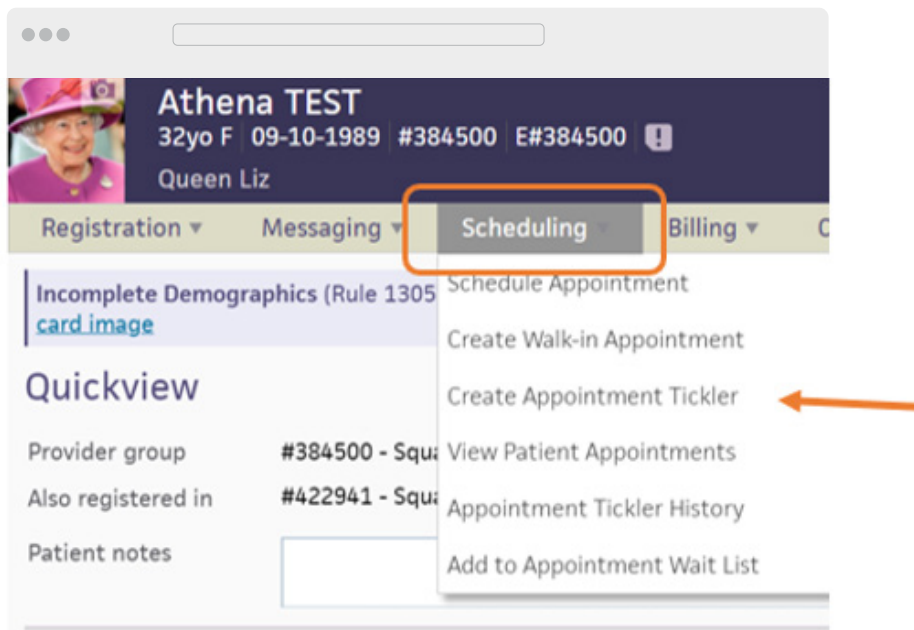 Athena TEST
32yo F 09-10-1989 #384500 E#384500 !
Queen Liz
Registration ▼ Messaging ▼ Scheduling ▼ Billing ▼ C
Incomplete Demographics (Rule 1305
card image
Schedule Appointment
Create Walk-in Appointment
Create Appointment Tickler
View Patient Appointments
Appointment Tickler History
Add to Appointment Wait List
Quickview
Provider group #384500 - Squa
Also registered in #422941 - Squa
Patient notes